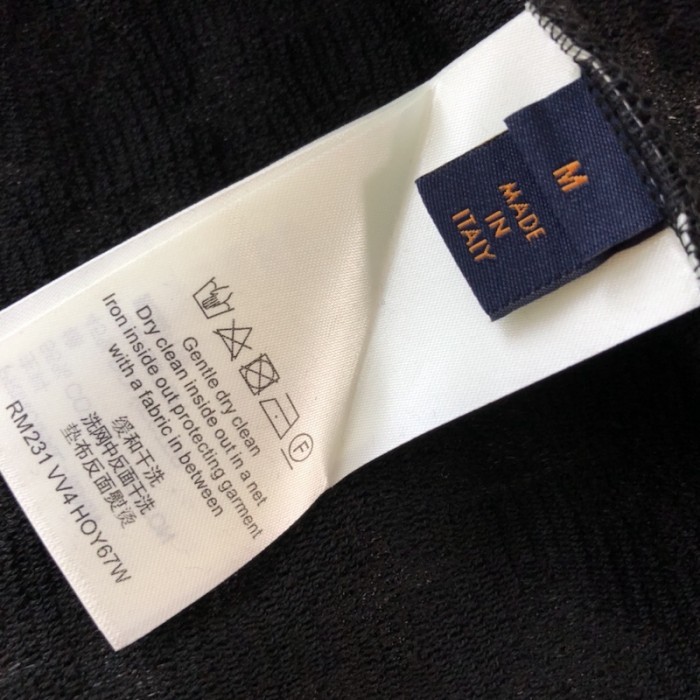 M
MADE
IN
ITALY
F
Gentle dry clean
Dry clean inside out in a net
Iron inside out protecting garment
with a fabric in between
缓和干洗
洗网中反面干洗
垫布反面熨烫
RM231 VV4 HOY67W